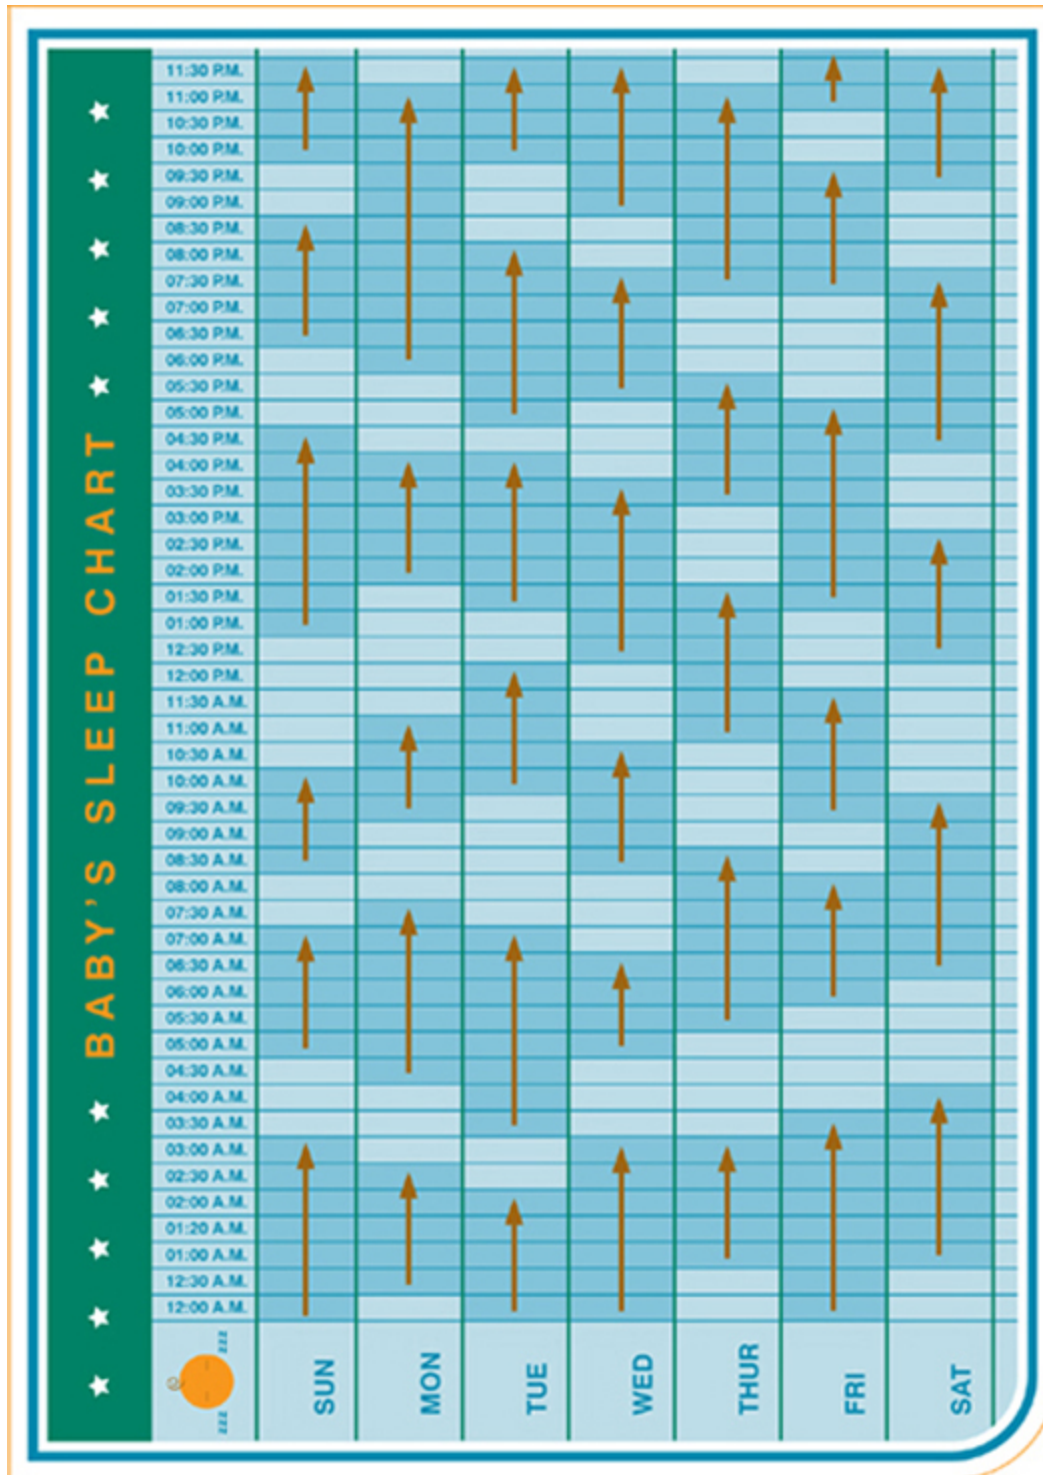 BABY'S SLEEP CHART
11:30 P.M.
11:00 P.M.
10:30 P.M.
10:00 P.M.
09:30 P.M.
09:00 P.M.
08:30 P.M.
08:00 P.M.
07:30 P.M.
07:00 P.M.
06:30 P.M.
06:00 P.M.
05:30 P.M.
05:00 P.M.
04:30 P.M.
04:00 P.M.
03:30 P.M.
03:00 P.M.
02:30 P.M.
02:00 P.M.
01:30 P.M.
01:00 P.M.
12:30 P.M.
12:00 P.M.
11:30 A.M.
11:00 A.M.
10:30 A.M.
10:00 A.M.
09:30 A.M.
09:00 A.M.
08:30 A.M.
08:00 A.M.
07:30 A.M.
07:00 A.M.
06:30 A.M.
06:00 A.M.
05:30 A.M.
05:00 A.M.
04:30 A.M.
04:00 A.M.
03:30 A.M.
03:00 A.M.
02:30 A.M.
02:00 A.M.
01:20 A.M.
01:00 A.M.
12:30 A.M.
12:00 A.M.
zzz
zzz
SUN
MON
TUE
WED
THUR
FRI
SAT